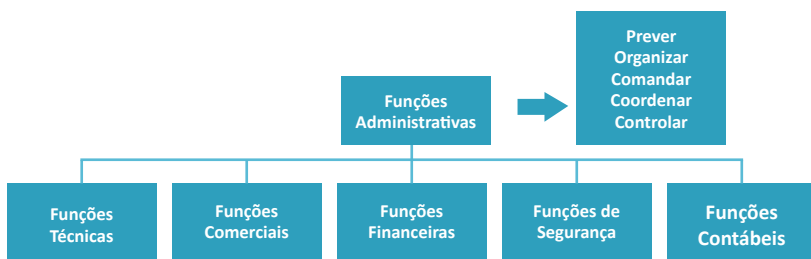 Prever
Organizar
Comandar
Coordenar
Controlar
Funções
Administrativas
Funções
Técnicas
Funções
Comerciais
Funções
Financeiras
Funções de
Segurança
Funções
Contábeis